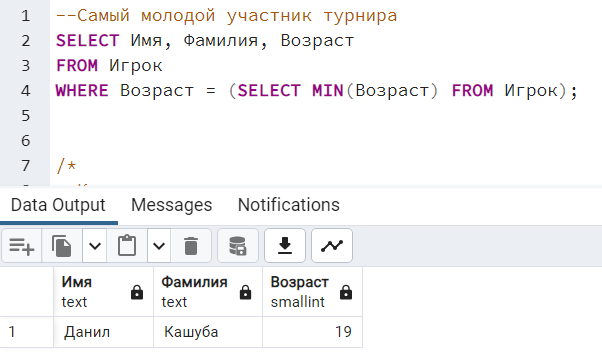 1 --Самый молодой участник турнира
2 SELECT Имя, Фамилия, Возраст
3 FROM Игрок
4 WHERE Возраст = (SELECT MIN(Возраст) FROM Игрок);
5
6
7 /*
Data Output Messages Notifications
Имя Фамилия Возраст
text text smallint
1 Данил Кашуба 19